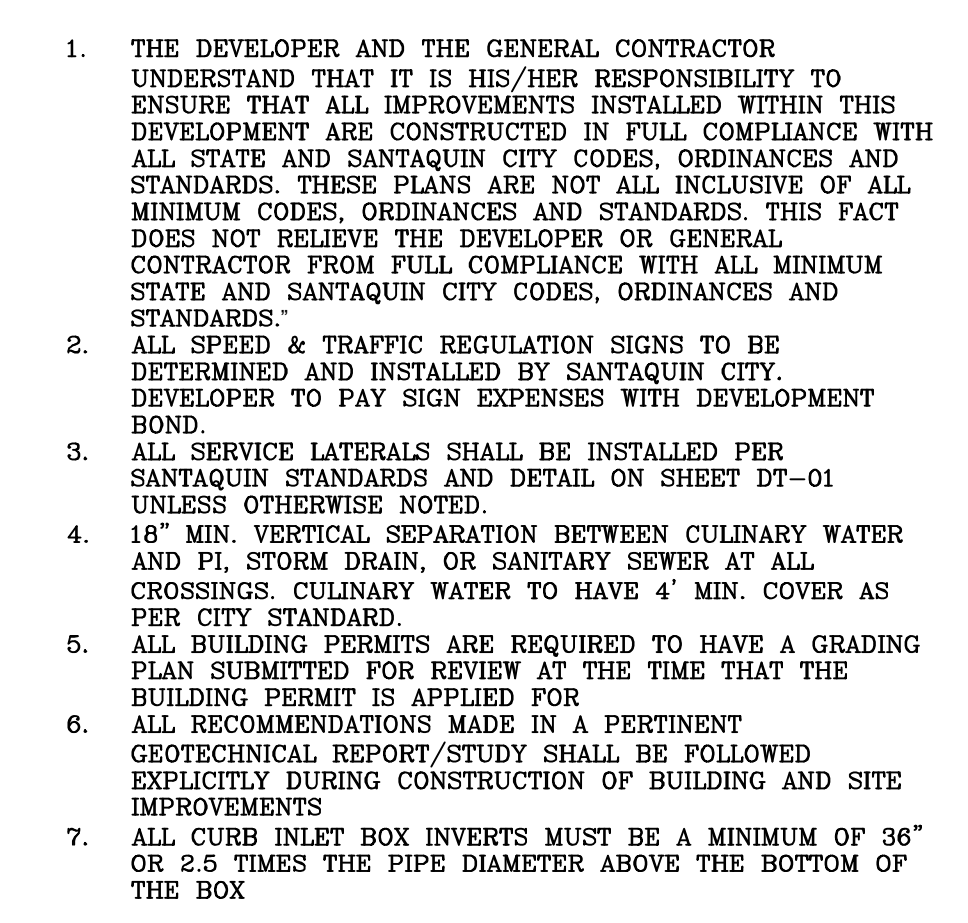 1. THE DEVELOPER AND THE GENERAL CONTRACTOR
UNDERSTAND THAT IT IS HIS/HER RESPONSIBILITY TO
ENSURE THAT ALL IMPROVEMENTS INSTALLED WITHIN THIS
DEVELOPMENT ARE CONSTRUCTED IN FULL COMPLIANCE WITH
ALL STATE AND SANTAQUIN CITY CODES, ORDINANCES AND
STANDARDS. THESE PLANS ARE NOT ALL INCLUSIVE OF ALL
MINIMUM CODES, ORDINANCES AND STANDARDS. THIS FACT
DOES NOT RELIEVE THE DEVELOPER OR GENERAL
CONTRACTOR FROM FULL COMPLIANCE WITH ALL MINIMUM
STATE AND SANTAQUIN CITY CODES, ORDINANCES AND
STANDARDS.”
2. ALL SPEED & TRAFFIC REGULATION SIGNS TO BE
DETERMINED AND INSTALLED BY SANTAQUIN CITY.
DEVELOPER TO PAY SIGN EXPENSES WITH DEVELOPMENT
BOND.
3. ALL SERVICE LATERALS SHALL BE INSTALLED PER
SANTAQUIN STANDARDS AND DETAIL ON SHEET DT-01
UNLESS OTHERWISE NOTED.
4. 18” MIN. VERTICAL SEPARATION BETWEEN CULINARY WATER
AND PI, STORM DRAIN, OR SANITARY SEWER AT ALL
CROSSINGS. CULINARY WATER TO HAVE 4' MIN. COVER AS
PER CITY STANDARD.
5. ALL BUILDING PERMITS ARE REQUIRED TO HAVE A GRADING
PLAN SUBMITTED FOR REVIEW AT THE TIME THAT THE
BUILDING PERMIT IS APPLIED FOR
6. ALL RECOMMENDATIONS MADE IN A PERTINENT
GEOTECHNICAL REPORT/STUDY SHALL BE FOLLOWED
EXPLICITLY DURING CONSTRUCTION OF BUILDING AND SITE
IMPROVEMENTS
7. ALL CURB INLET BOX INVERTS MUST BE A MINIMUM OF 36”
OR 2.5 TIMES THE PIPE DIAMETER ABOVE THE BOTTOM OF
THE BOX